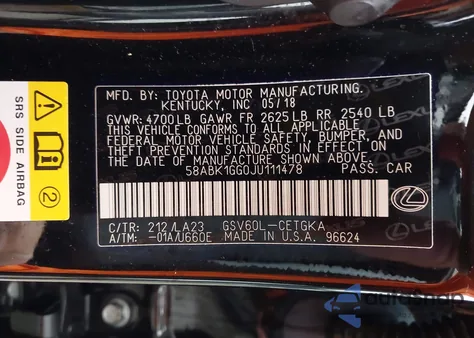 SRS SIDE AIRBAG
2
MFD. BY: TOYOTA MOTOR MANUFACTURING.
KENTUCKY, INC 05/18
GVWR: 4700LB GAWR FR 2625LB RR 2540 LB
THIS VEHICLE CONFORMS TO ALL APPLICABLE
FEDERAL MOTOR VEHICLE SAFETY, BUMPER, AND
THEFT PREVENTION STANDARDS IN EFFECT ON
THE DATE OF MANUFACTURE SHOWN ABOVE.
58ABK1GG0JU111478 PASS. CAR
C/TR: 212/LA23 GSV60L-CETGKA
A/TM: -01A/U660E MADE IN U.S.A. 96624
LEXUS
autosnap